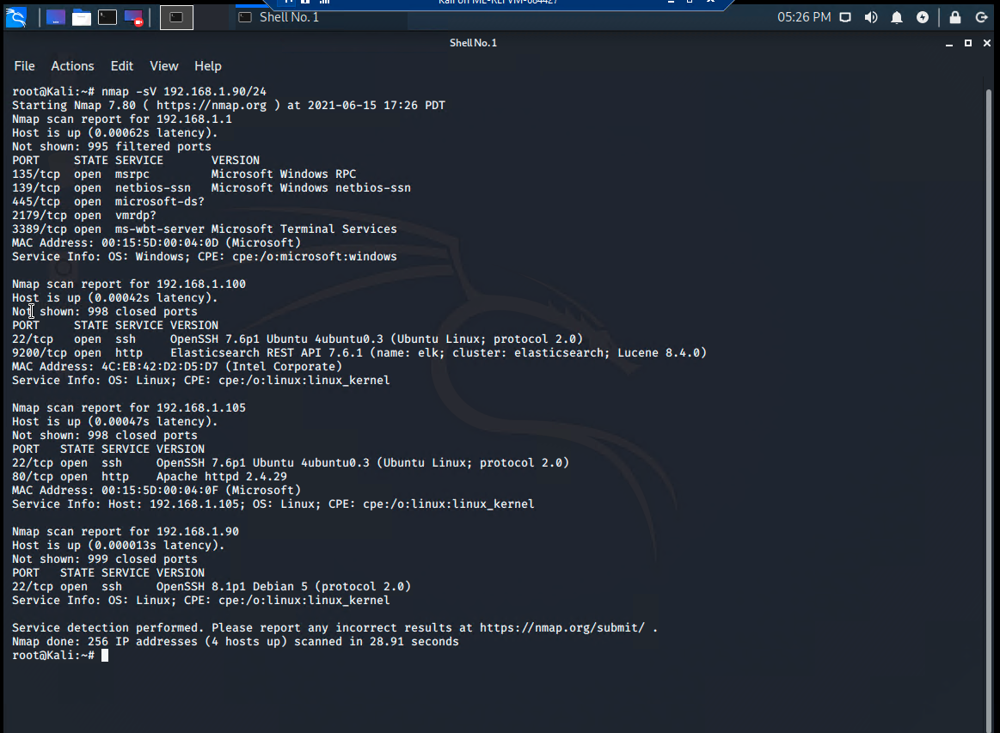 Shell No. 1
05:26 PM
Shell No. 1
File Actions Edit View Help
root@Kali:~# nmap -sV 192.168.1.90/24
Starting Nmap 7.80 ( https://nmap.org ) at 2021-06-15 17:26 PDT
Nmap scan report for 192.168.1.1
Host is up (0.00062s latency).
Not shown: 995 filtered ports
PORT     STATE SERVICE       VERSION
135/tcp  open  msrpc         Microsoft Windows RPC
139/tcp  open  netbios-ssn   Microsoft Windows netbios-ssn
445/tcp  open  microsoft-ds?
2179/tcp open  vmrdp?
3389/tcp open  ms-wbt-server Microsoft Terminal Services
MAC Address: 00:15:5D:00:04:0D (Microsoft)
Service Info: OS: Windows; CPE: cpe:/o:microsoft:windows
Nmap scan report for 192.168.1.100
Host is up (0.00042s latency).
Not shown: 998 closed ports
PORT     STATE SERVICE VERSION
22/tcp   open  ssh     OpenSSH 7.6p1 Ubuntu 4ubuntu0.3 (Ubuntu Linux; protocol 2.0)
9200/tcp open  http    Elasticsearch REST API 7.6.1 (name: elk; cluster: elasticsearch; Lucene 8.4.0)
MAC Address: 4C:EB:42:D2:D5:D7 (Intel Corporate)
Service Info: OS: Linux; CPE: cpe:/o:linux:linux_kernel
Nmap scan report for 192.168.1.105
Host is up (0.00047s latency).
Not shown: 998 closed ports
PORT   STATE SERVICE VERSION
22/tcp open  ssh     OpenSSH 7.6p1 Ubuntu 4ubuntu0.3 (Ubuntu Linux; protocol 2.0)
80/tcp open  http    Apache httpd 2.4.29
MAC Address: 00:15:5D:00:04:0F (Microsoft)
Service Info: Host: 192.168.1.105; OS: Linux; CPE: cpe:/o:linux:linux_kernel
Nmap scan report for 192.168.1.90
Host is up (0.000013s latency).
Not shown: 999 closed ports
PORT   STATE SERVICE VERSION
22/tcp open  ssh     OpenSSH 8.1p1 Debian 5 (protocol 2.0)
Service Info: OS: Linux; CPE: cpe:/o:linux:linux_kernel
Service detection performed. Please report any incorrect results at https://nmap.org/submit/ .
Nmap done: 256 IP addresses (4 hosts up) scanned in 28.91 seconds
root@Kali:~#